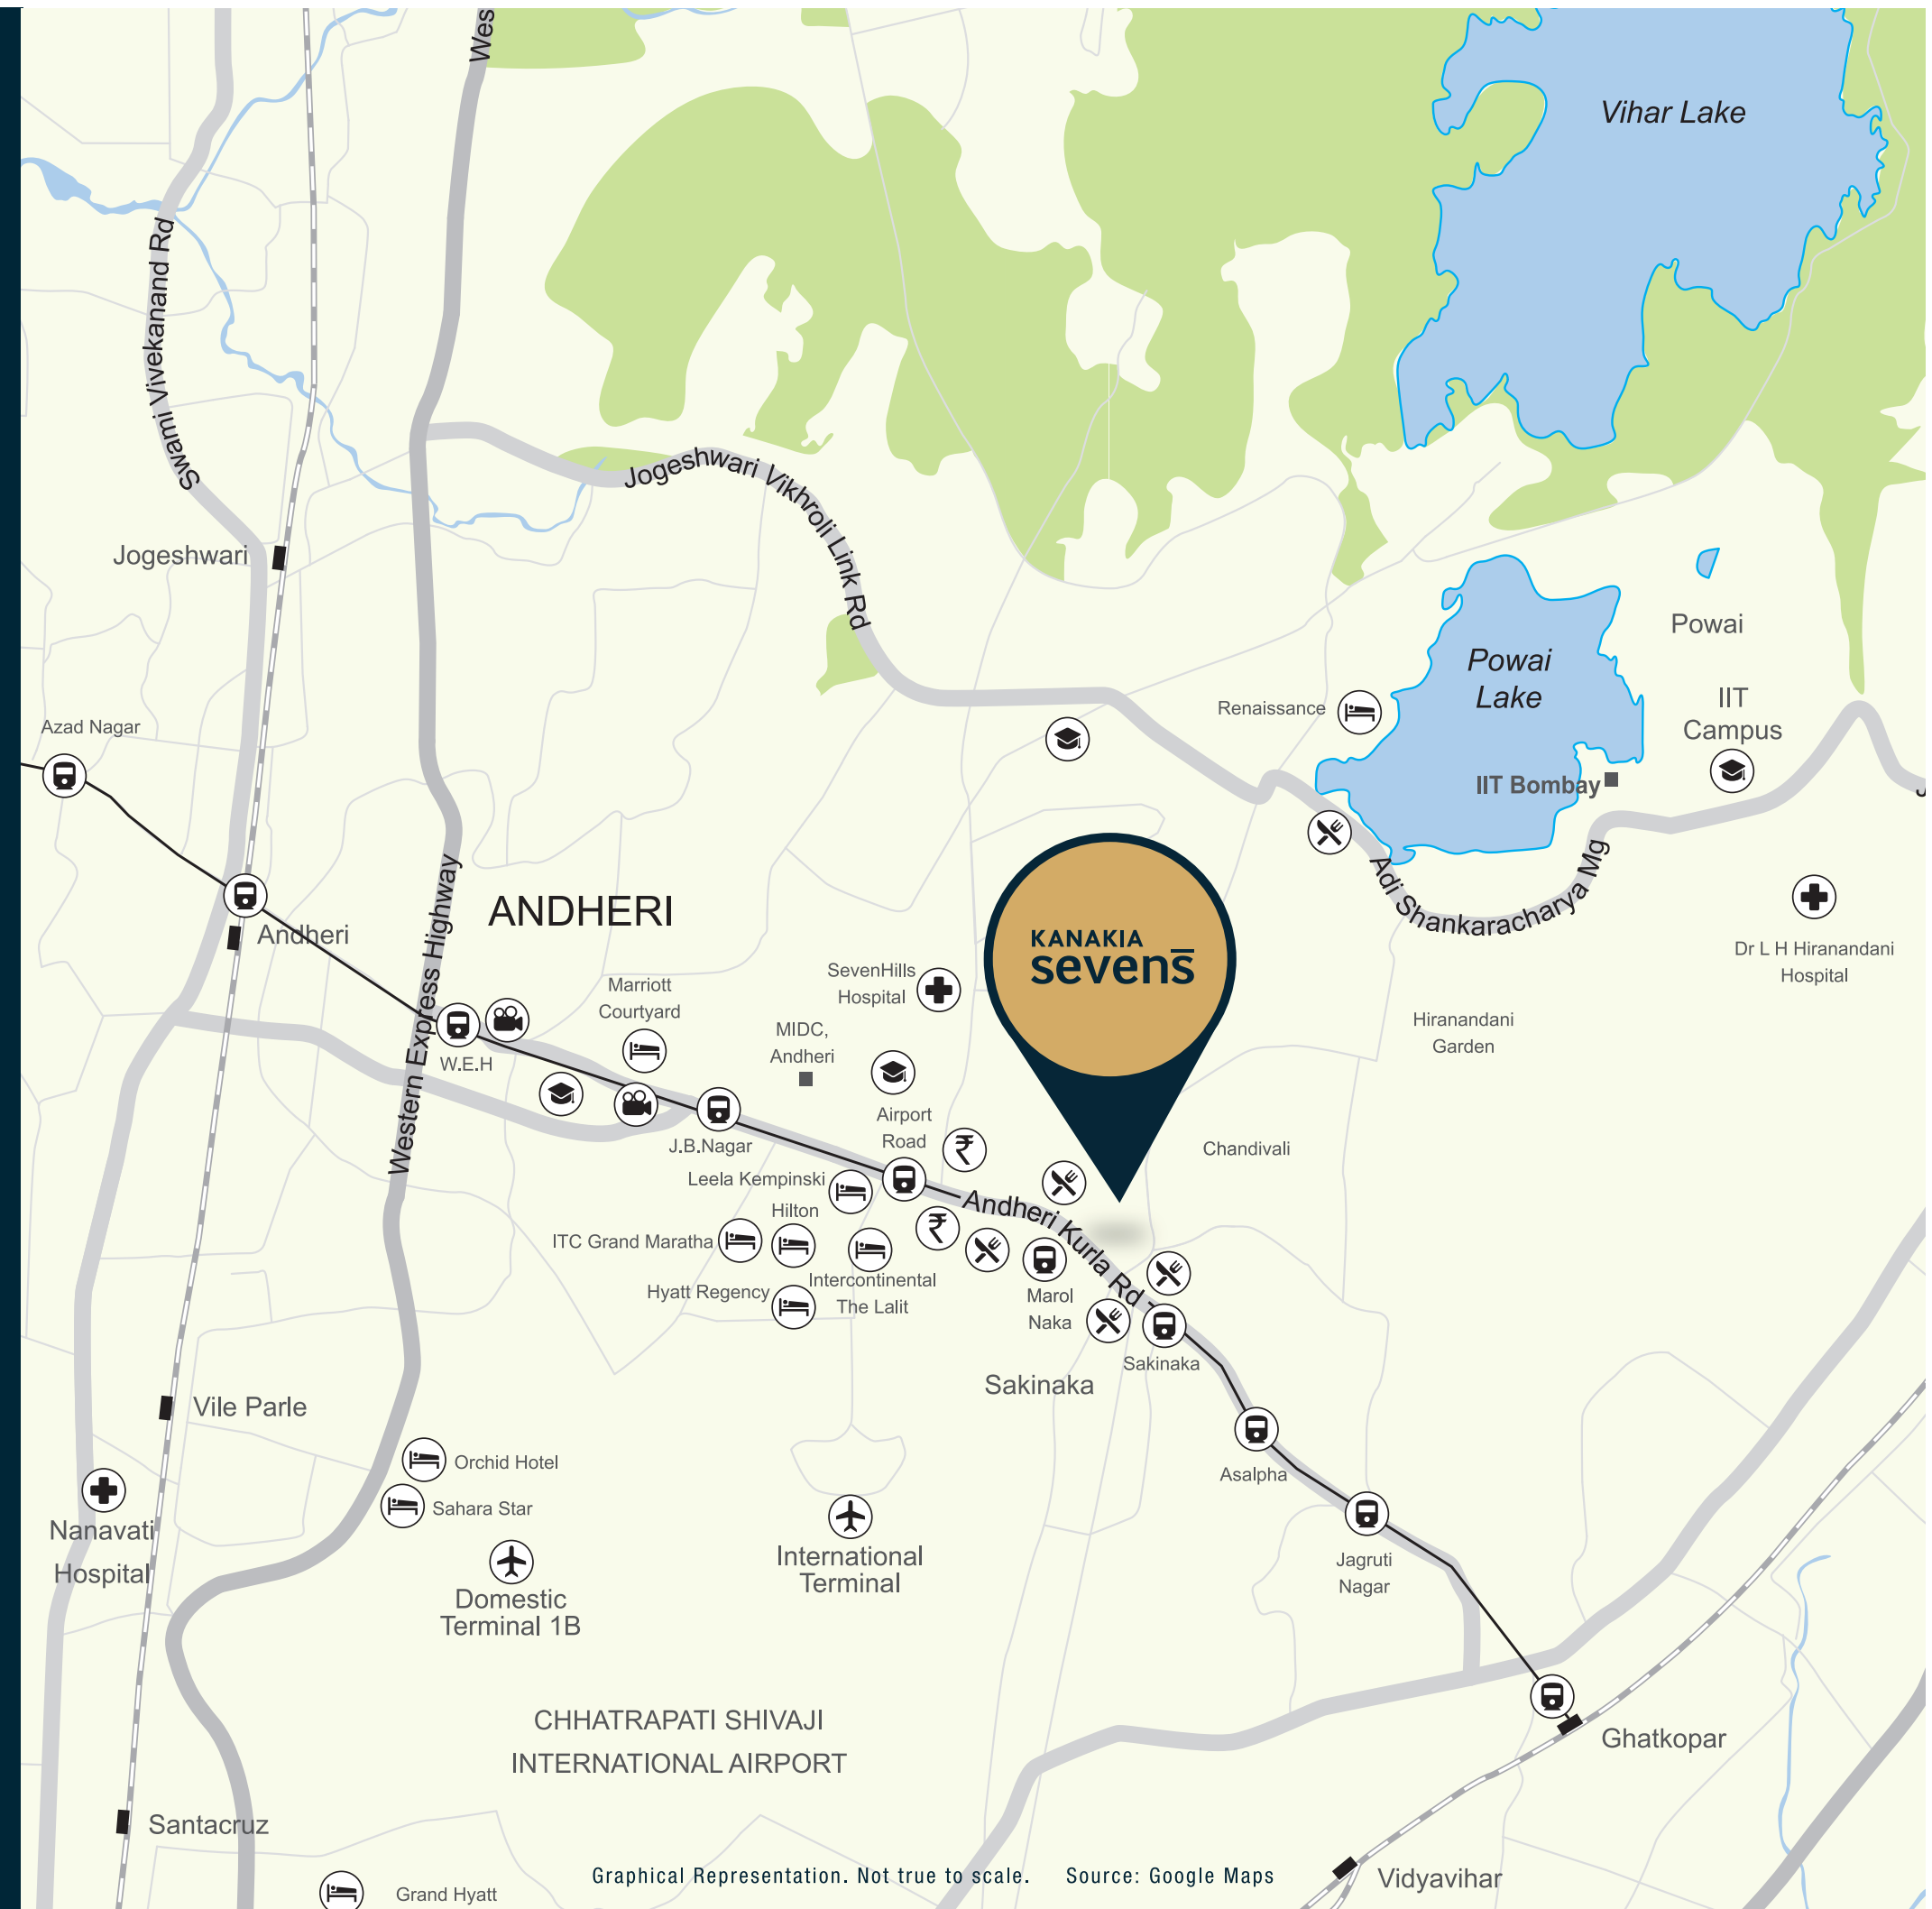 Wes
Vihar Lake
Swami Vivekanand Rd
Jogeshwari Vikhroli Link Rd
Jogeshwari
Powai
Powai
Lake
IIT
Campus
Renaissance
Azad Nagar
IIT Bombay
J
Adi Shankaracharya Mg
ANDHERI
Andheri
Western Express Highway
KANAKIA
sevens
Dr L H Hiranandani
Hospital
SevenHills
Hospital
Marriott
Courtyard
MIDC,
Andheri
Hiranandani
Garden
W.E.H
Airport
Road
J.B.Nagar
Chandivali
Leela Kempinski
Hilton
Andheri Kurla Rd
ITC Grand Maratha
Intercontinental
The Lalit
Hyatt Regency
Marol
Naka
Sakinaka
Sakinaka
Vile Parle
Orchid Hotel
Asalpha
Sahara Star
Nanavati
Hospital
International
Terminal
Jagruti
Nagar
Domestic
Terminal 1B
CHHATRAPATI SHIVAJI
INTERNATIONAL AIRPORT
Ghatkopar
Santacruz
Graphical Representation. Not true to scale. Source: Google Maps
Vidyavihar
Grand Hyatt